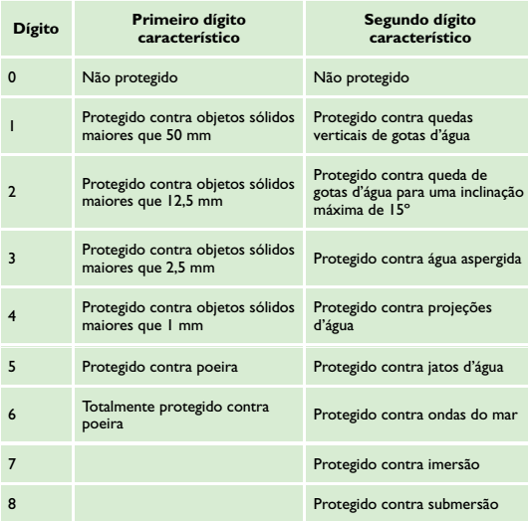 Dígito
Primeiro dígito
característico
Segundo dígito
característico
0
Não protegido
Não protegido
1
Protegido contra objetos sólidos
maiores que 50 mm
Protegido contra quedas
verticais de gotas d’água
2
Protegido contra objetos sólidos
maiores que 12,5 mm
Protegido contra queda de
gotas d’água para uma inclinação
máxima de 15º
3
Protegido contra objetos sólidos
maiores que 2,5 mm
Protegido contra água aspergida
4
Protegido contra objetos sólidos
maiores que 1 mm
Protegido contra projeções
d’água
5
Protegido contra poeira
Protegido contra jatos d’água
6
Totalmente protegido contra
poeira
Protegido contra ondas do mar
7
Protegido contra imersão
8
Protegido contra submersão